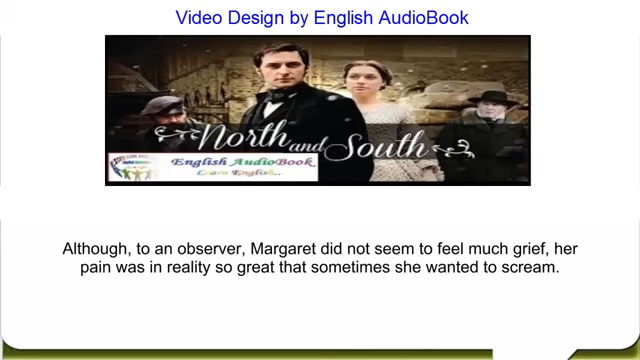 Video Design by English AudioBook
North and South
English AudioBook
Learn English...
Although, to an observer, Margaret did not seem to feel much grief, her
pain was in reality so great that sometimes she wanted to scream.